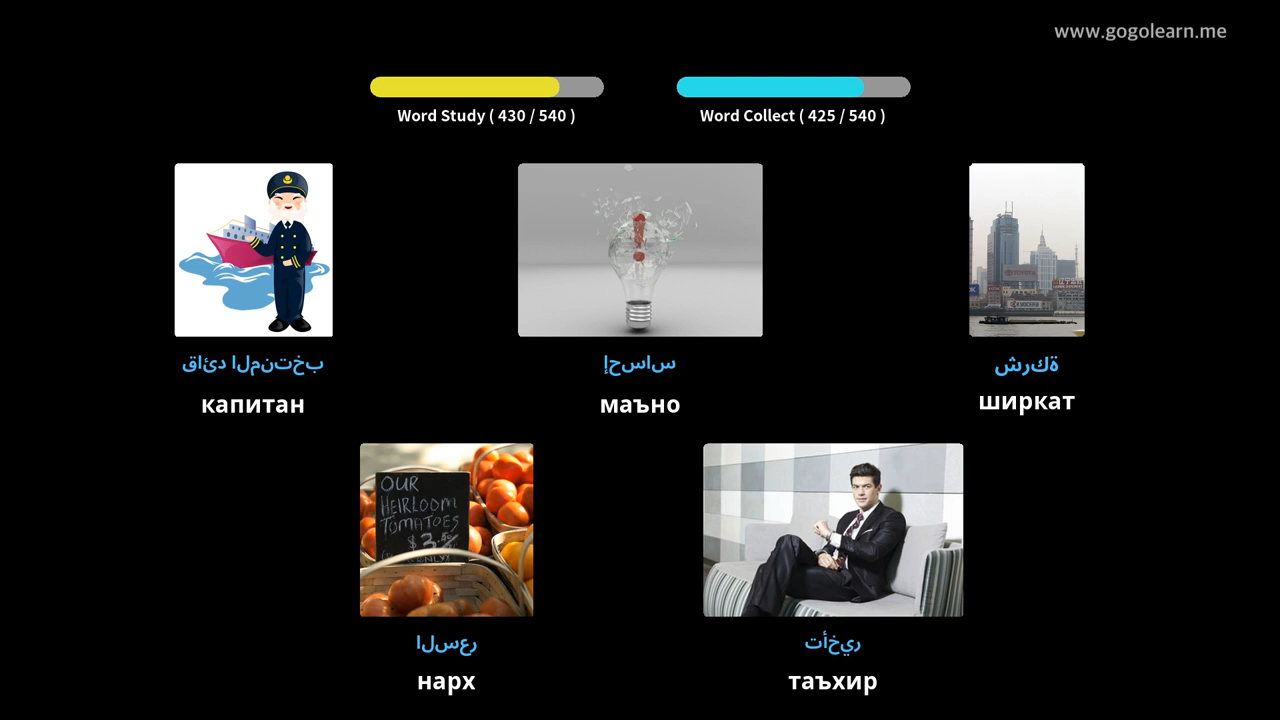 www.gogolearn.me
Word Study ( 430 / 540 )
Word Collect ( 425 / 540 )
قائد المنتخب
капитан
إحساس
маъно
شركة
ширкат
OUR
HEIRLOOM
TOMATOES
السعر
нарх
تأخير
таъхир